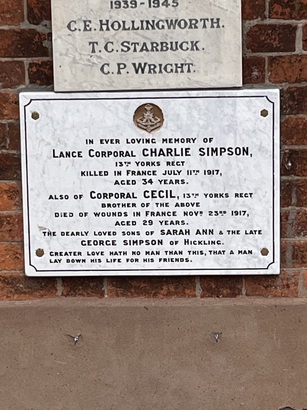 1939-1945
C.E. HOLLINGWORTH.
T.C. STARBUCK.
C.P. WRIGHT.
IN EVER LOVING MEMORY OF
LANCE CORPORAL CHARLIE SIMPSON,
13TH YORKS REGT
KILLED IN FRANCE JULY 11TH 1917,
AGED 34 YEARS.
ALSO OF CORPORAL CECIL, 13TH YORKS REGT
BROTHER OF THE ABOVE
DIED OF WOUNDS IN FRANCE NOVR 23RD 1917,
AGED 29 YEARS.
THE DEARLY LOVED SONS OF SARAH ANN & THE LATE
GEORGE SIMPSON OF HICKLING.
GREATER LOVE HATH NO MAN THAN THIS, THAT A MAN
LAY DOWN HIS LIFE FOR HIS FRIENDS.